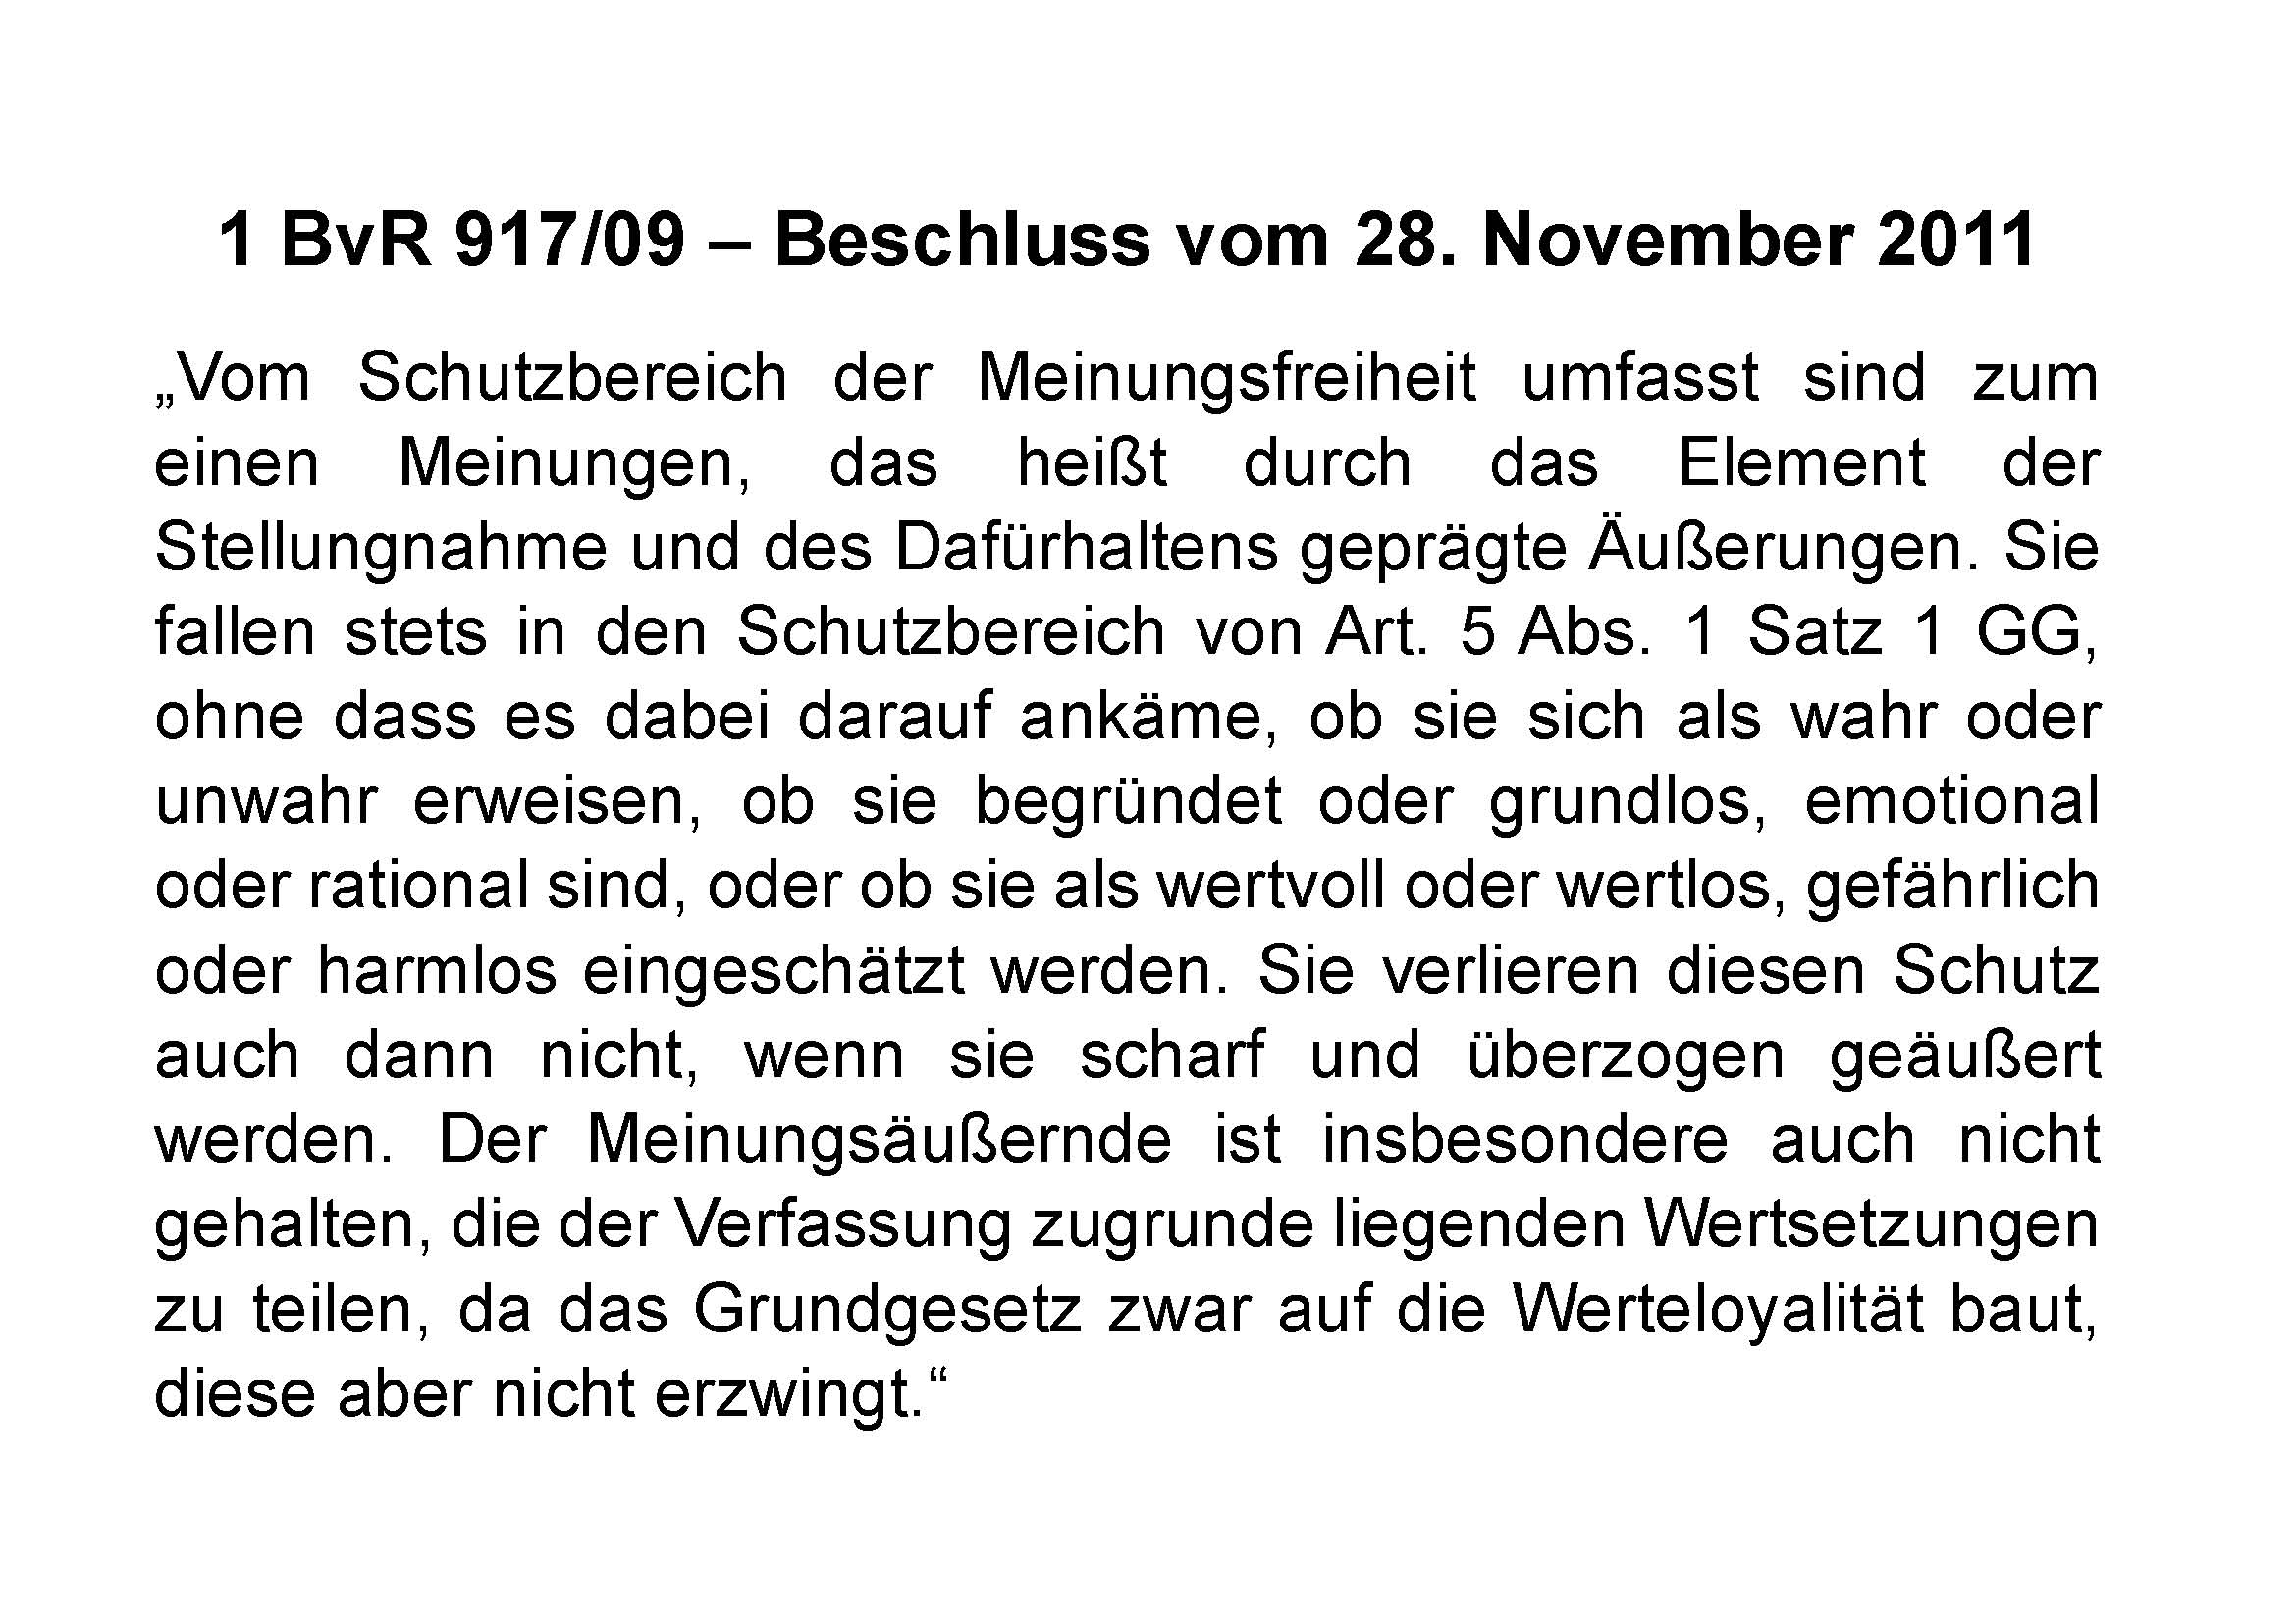 1 BvR 917/09 – Beschluss vom 28. November 2011
„Vom Schutzbereich der Meinungsfreiheit umfasst sind zum
einen Meinungen, das heißt durch das Element der
Stellungnahme und des Dafürhaltens geprägte Äußerungen. Sie
fallen stets in den Schutzbereich von Art. 5 Abs. 1 Satz 1 GG,
ohne dass es dabei darauf ankäme, ob sie sich als wahr oder
unwahr erweisen, ob sie begründet oder grundlos, emotional
oder rational sind, oder ob sie als wertvoll oder wertlos, gefährlich
oder harmlos eingeschätzt werden. Sie verlieren diesen Schutz
auch dann nicht, wenn sie scharf und überzogen geäußert
werden. Der Meinungsäußernde ist insbesondere auch nicht
gehalten, die der Verfassung zugrunde liegenden Wertsetzungen
zu teilen, da das Grundgesetz zwar auf die Werteloyalität baut,
diese aber nicht erzwingt.“